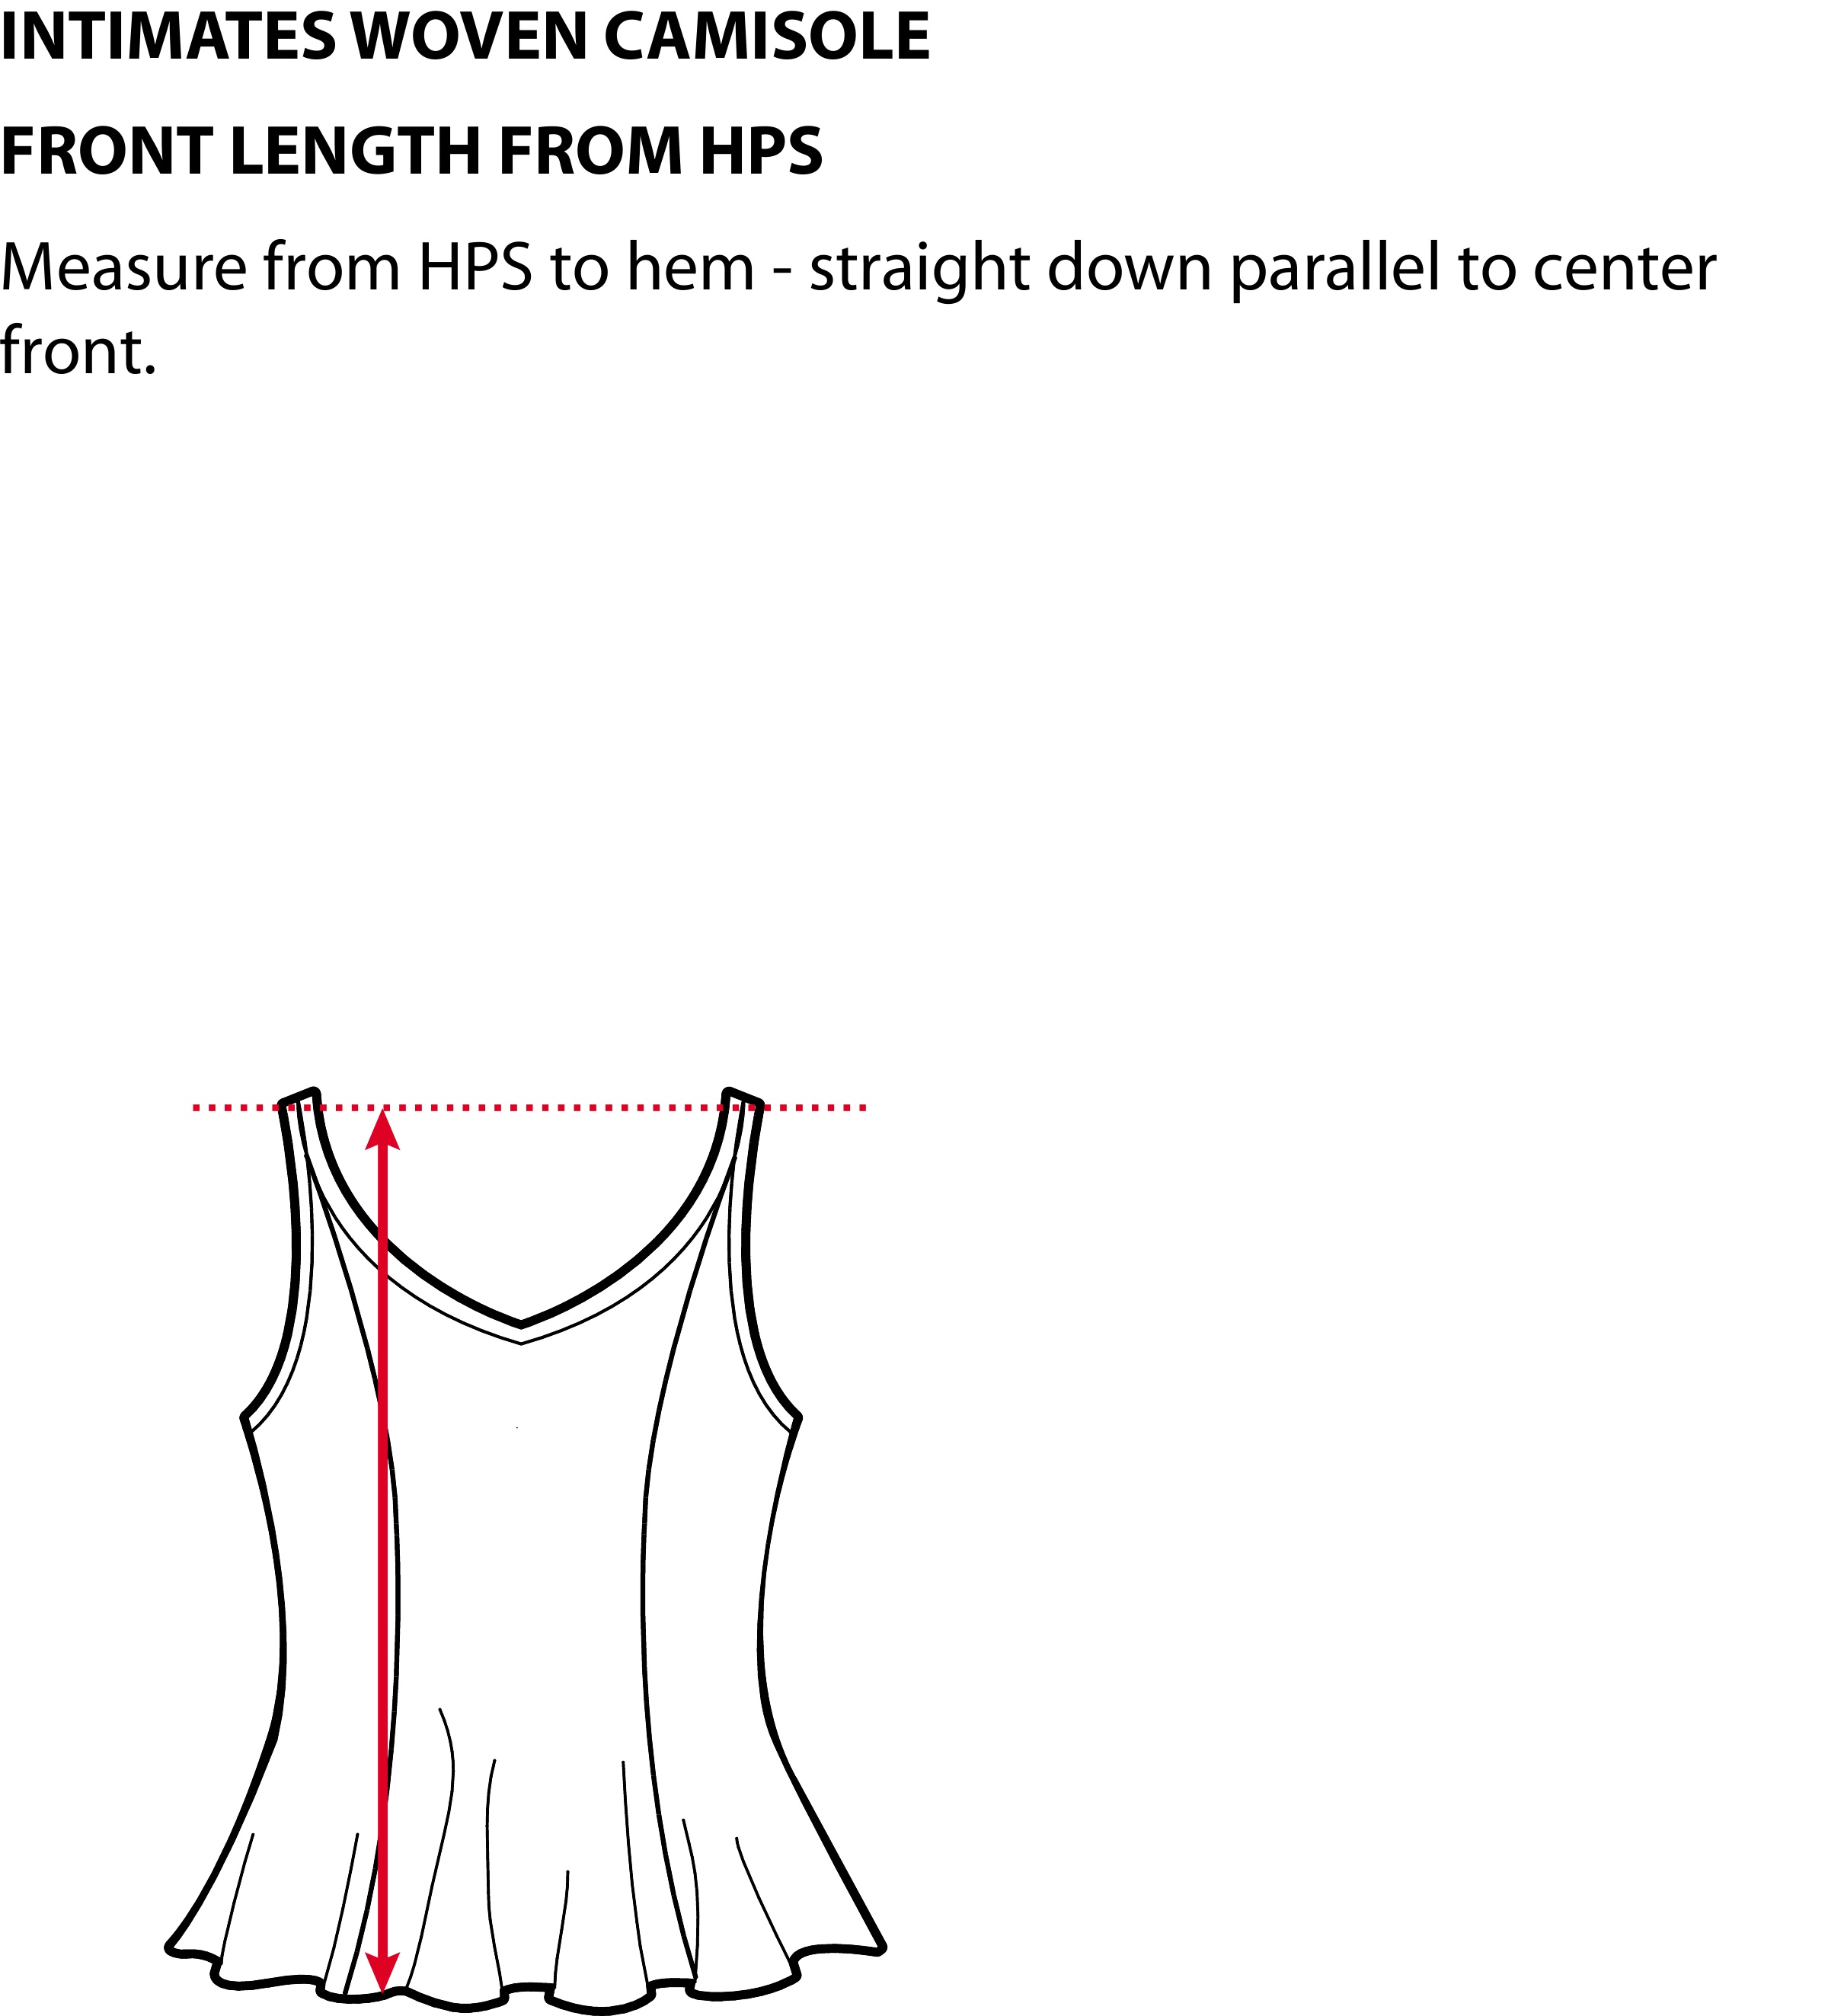 INTIMATES WOVEN CAMISOLE
FRONT LENGTH FROM HPS
Measure from HPS to hem - straight down parallel to center
front.